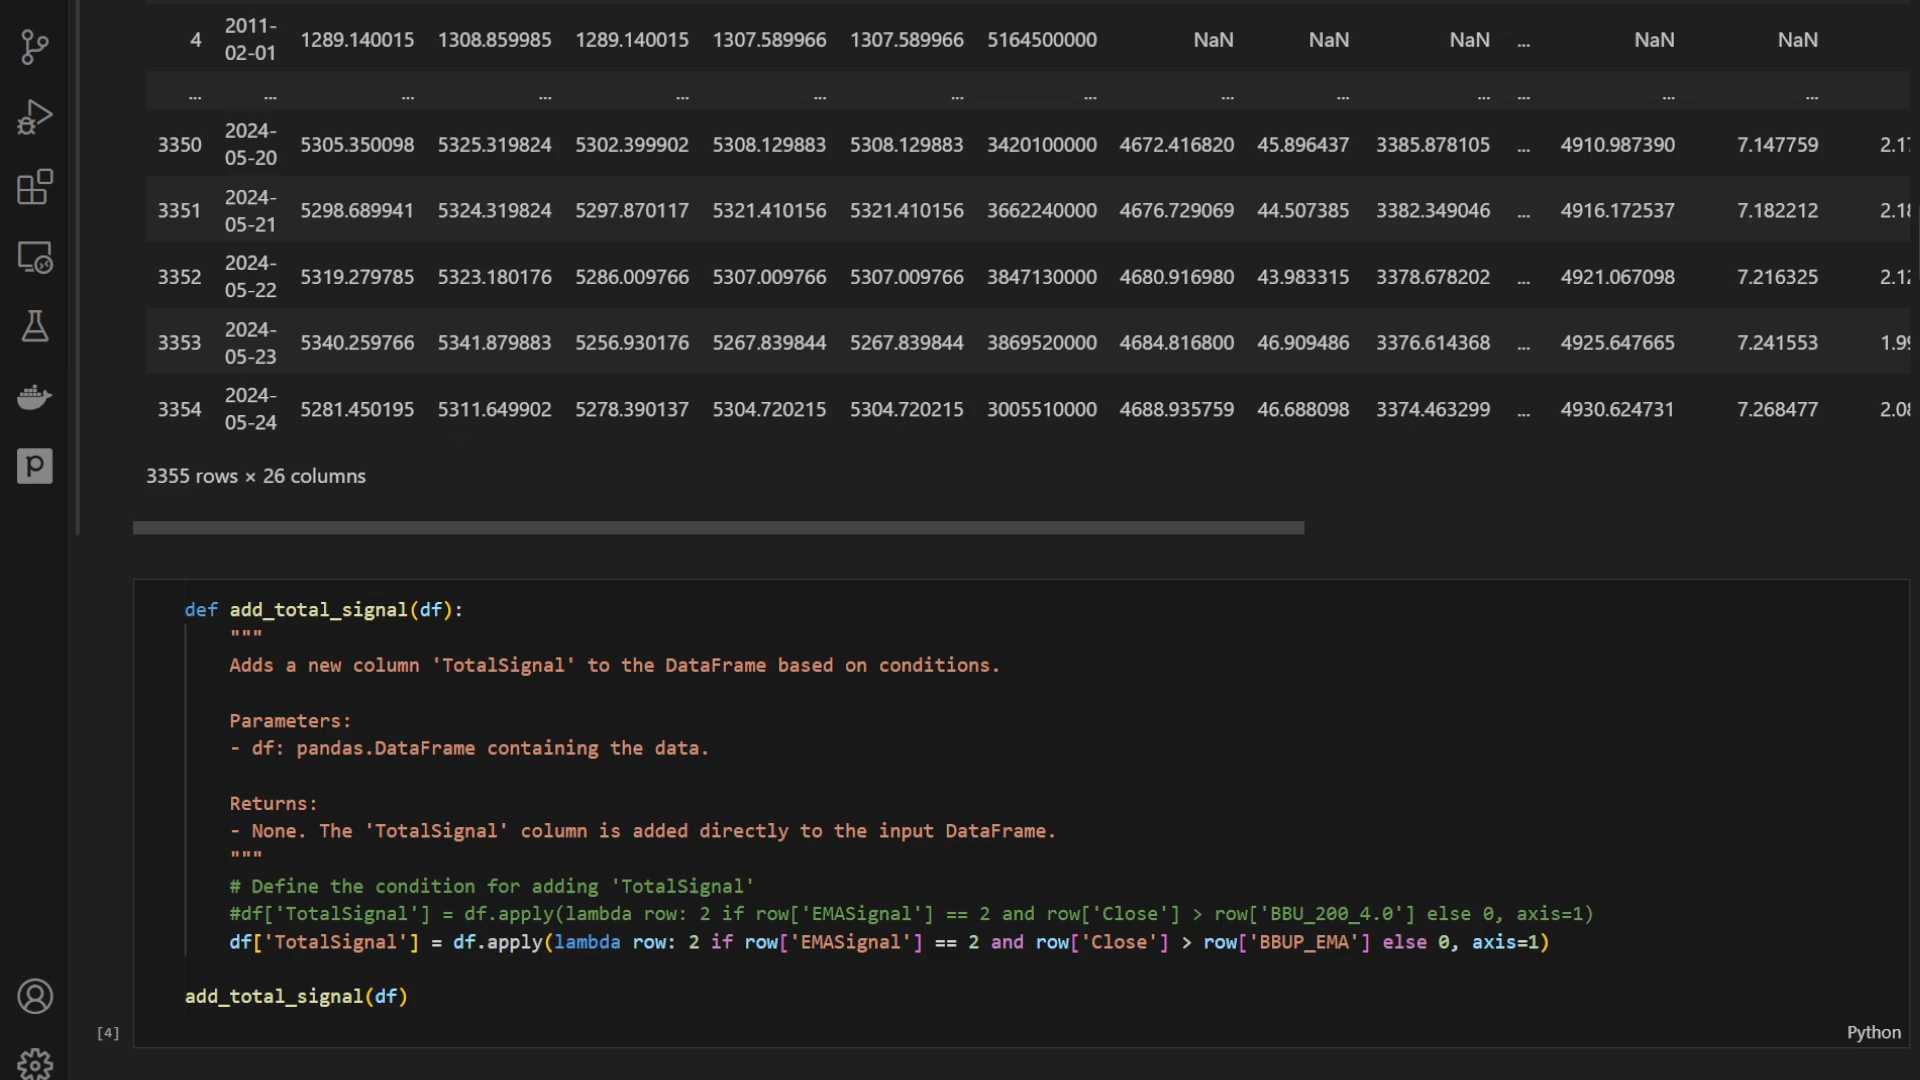 4 2011-02-01 1289.140015 1308.859985 1289.140015 1307.589966 1307.589966 5164500000 NaN NaN NaN ... NaN NaN
... ... ... ... ... ... ... ... ... ... ... ... ... ...
3350 2024-05-20 5305.350098 5325.319824 5302.399902 5308.129883 5308.129883 3420100000 4672.416820 45.896437 3385.878105 ... 4910.987390 7.147759 2.17
3351 2024-05-21 5298.689941 5324.319824 5297.870117 5321.410156 5321.410156 3662240000 4676.729069 44.507385 3382.349046 ... 4916.172537 7.182212 2.18
3352 2024-05-22 5319.279785 5323.180176 5286.009766 5307.009766 5307.009766 3847130000 4680.916980 43.983315 3378.678202 ... 4921.067098 7.216325 2.12
3353 2024-05-23 5340.259766 5341.879883 5256.930176 5267.839844 5267.839844 3869520000 4684.816800 46.909486 3376.614368 ... 4925.647665 7.241553 1.99
3354 2024-05-24 5281.450195 5311.649902 5278.390137 5304.720215 5304.720215 3005510000 4688.935759 46.688098 3374.463299 ... 4930.624731 7.268477 2.08
3355 rows × 26 columns
def add_total_signal(df):
"""
Adds a new column 'TotalSignal' to the DataFrame based on conditions.
Parameters:
- df: pandas.DataFrame containing the data.
Returns:
- None. The 'TotalSignal' column is added directly to the input DataFrame.
"""
# Define the condition for adding 'TotalSignal'
#df['TotalSignal'] = df.apply(lambda row: 2 if row['EMASignal'] == 2 and row['Close'] > row['BBU_200_4.0'] else 0, axis=1)
df['TotalSignal'] = df.apply(lambda row: 2 if row['EMASignal'] == 2 and row['Close'] > row['BBUP_EMA'] else 0, axis=1)
add_total_signal(df)
[4]
Python